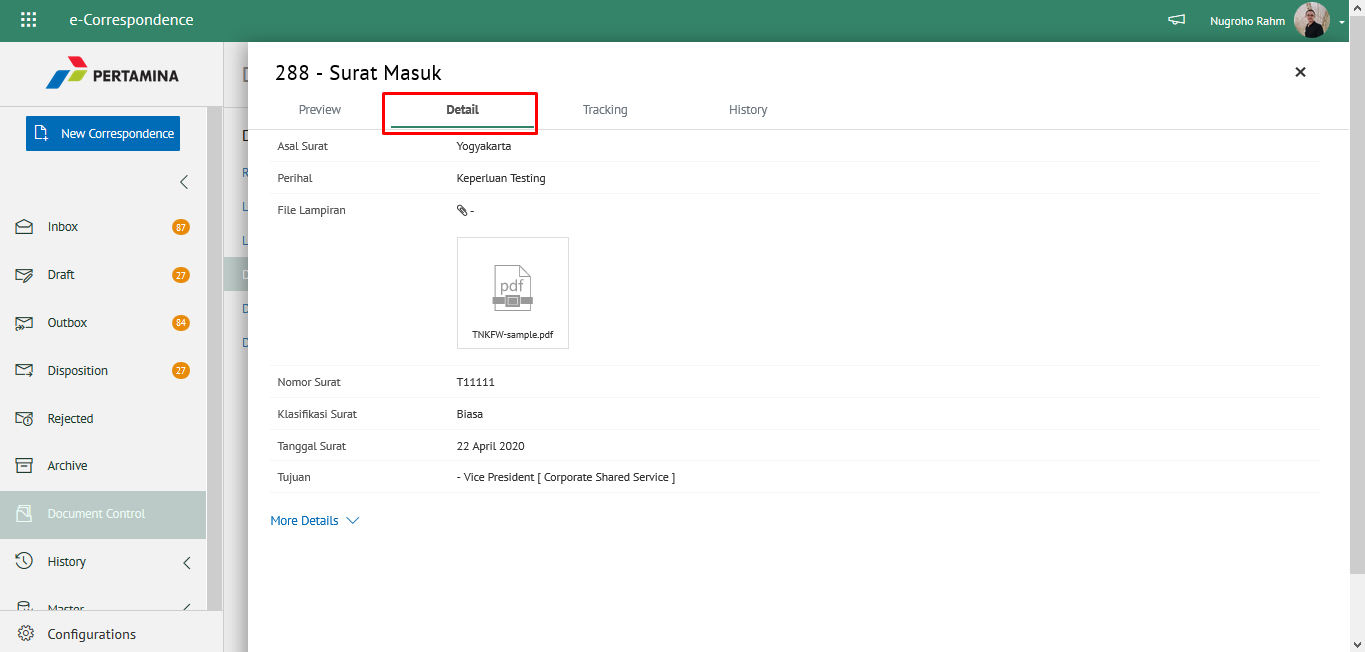 e-Correspondence
Nugroho Rahm
PERTAMINA
New Correspondence
Inbox 87
Draft 27
Outbox 84
Disposition 27
Rejected
Archive
Document Control
History
Master
Configurations
288 - Surat Masuk
Preview Detail Tracking History
Asal Surat Yogyakarta
Perihal Keperluan Testing
File Lampiran -
pdf
TNKFW-sample.pdf
Nomor Surat T11111
Klasifikasi Surat Biasa
Tanggal Surat 22 April 2020
Tujuan - Vice President [ Corporate Shared Service ]
More Details